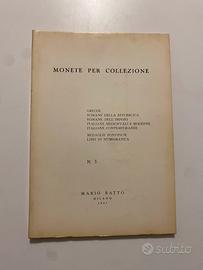 MONETE PER COLLEZIONE
GRECHE
ROMANE DELLA REPUBBLICA
ROMANE DELL'IMPERO
ITALIANE MEDIOEVALI E MODERNE
ITALIANE CONTEMPORANEE
MEDAGLIE PONTIFICIE
LIBRI DI NUMISMATICA
N. 5
MARIO RATTO
MILANO
subito